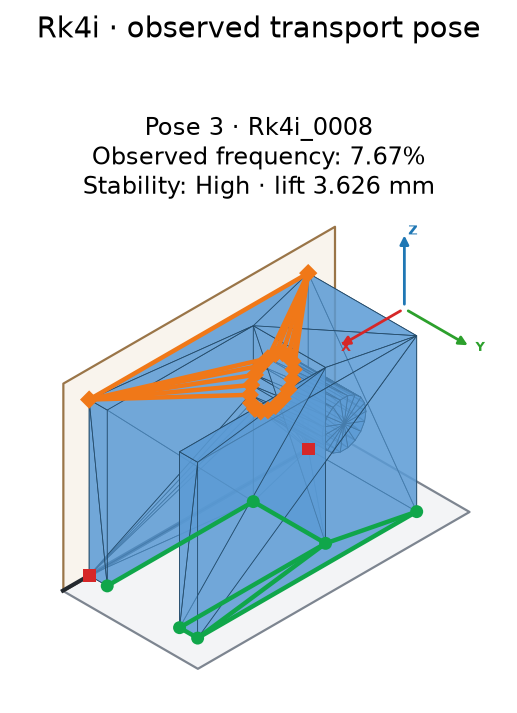 Rk4i · observed transport pose
Pose 3 · Rk4i_0008
Observed frequency: 7.67%
Stability: High · lift 3.626 mm
Z
X
Y